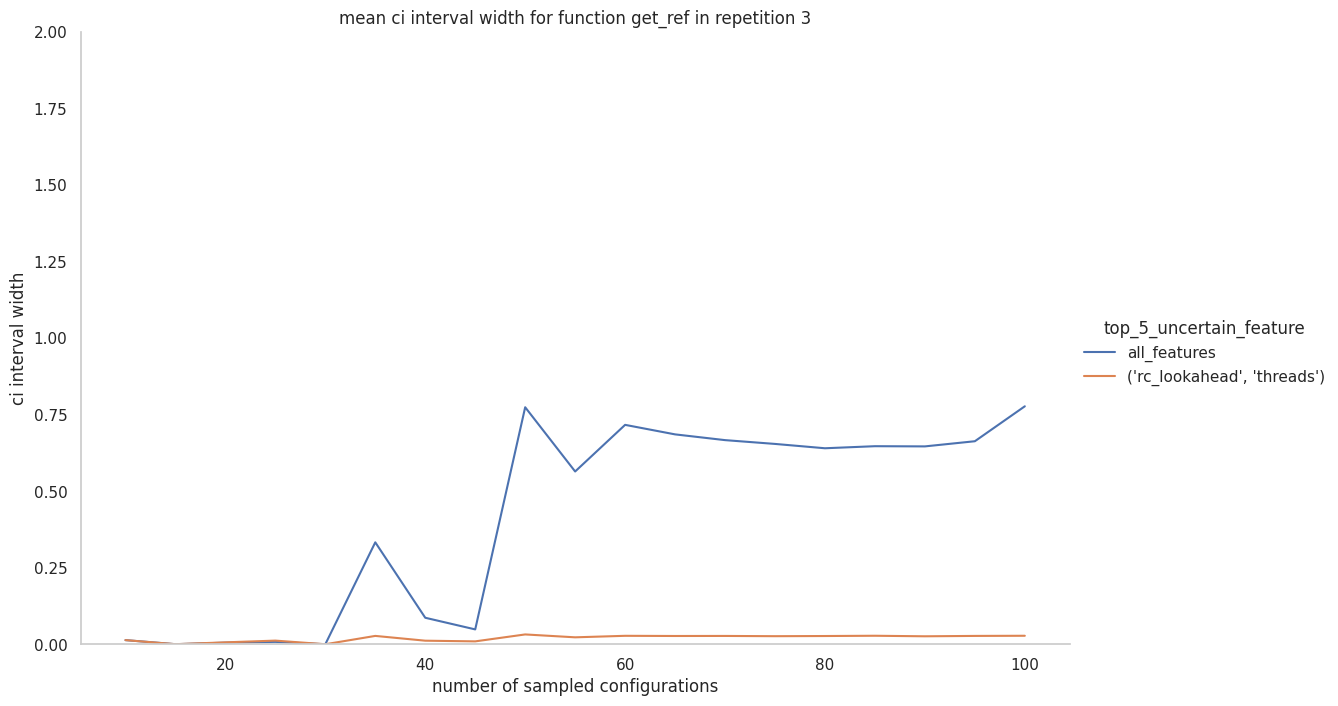 mean ci interval width for function get_ref in repetition 3
2.00
1.75
1.50
1.25
1.00
0.75
0.50
0.25
0.00
ci interval width
20 40 60 80 100
number of sampled configurations
top_5_uncertain_feature
all_features
('rc_lookahead', 'threads')